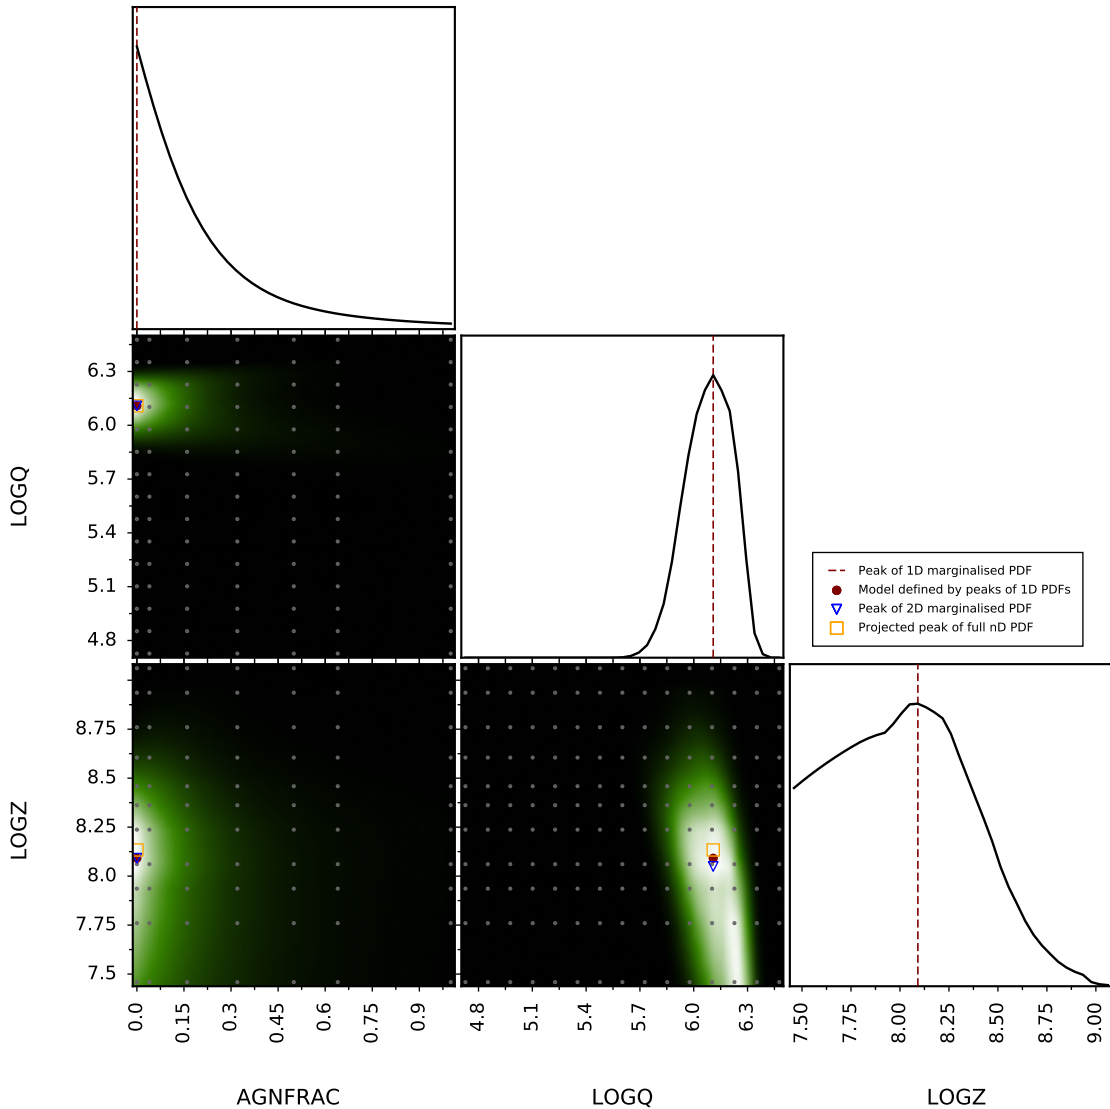 6.3
6.0
5.7
5.4
5.1
4.8
LOGQ
Peak of 1D marginalised PDF
Model defined by peaks of 1D PDFs
Peak of 2D marginalised PDF
Projected peak of full nD PDF
8.75
8.5
8.25
8.0
7.75
7.5
LOGZ
0.0 0.15 0.3 0.45 0.6 0.75 0.9
4.8 5.1 5.4 5.7 6.0 6.3
7.50 7.75 8.00 8.25 8.50 8.75 9.00
AGNFRAC LOGQ LOGZ